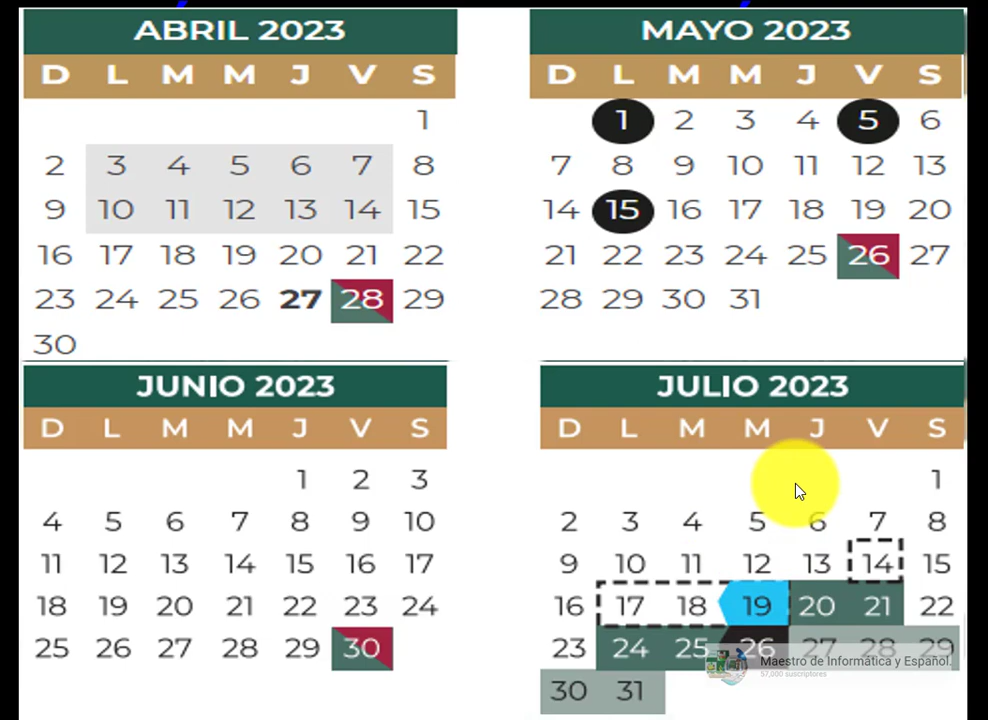 ABRIL 2023
D L M M J V S
1
2 3 4 5 6 7 8
9 10 11 12 13 14 15
16 17 18 19 20 21 22
23 24 25 26 27 28 29
30
MAYO 2023
D L M M J V S
1 2 3 4 5 6
7 8 9 10 11 12 13
14 15 16 17 18 19 20
21 22 23 24 25 26 27
28 29 30 31
JUNIO 2023
D L M M J V S
1 2 3
4 5 6 7 8 9 10
11 12 13 14 15 16 17
18 19 20 21 22 23 24
25 26 27 28 29 30
JULIO 2023
D L M M J V S
1
2 3 4 5 6 7 8
9 10 11 12 13 14 15
16 17 18 19 20 21 22
23 24 25 26 27 28 29
30 31
Maestro de Informática y Español.
57,000 suscriptores